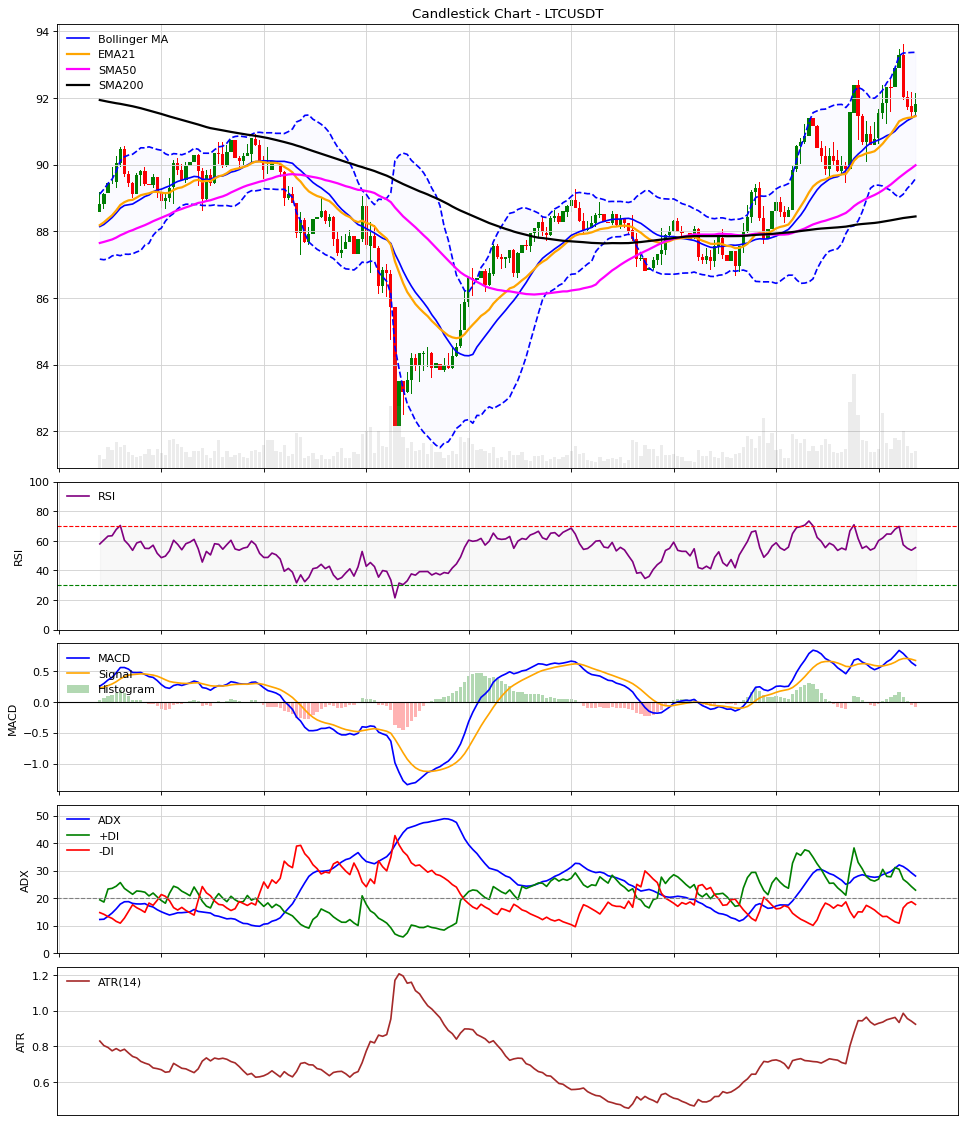 Candlestick Chart - LTCUSDT
Bollinger MA
EMA21
SMA50
SMA200
94
92
90
88
86
84
82
RSI
RSI
100
80
60
40
20
0
MACD
Signal
Histogram
MACD
0.5
0.0
−0.5
−1.0
ADX
+DI
-DI
ADX
50
40
30
20
10
0
ATR(14)
ATR
1.2
1.0
0.8
0.6